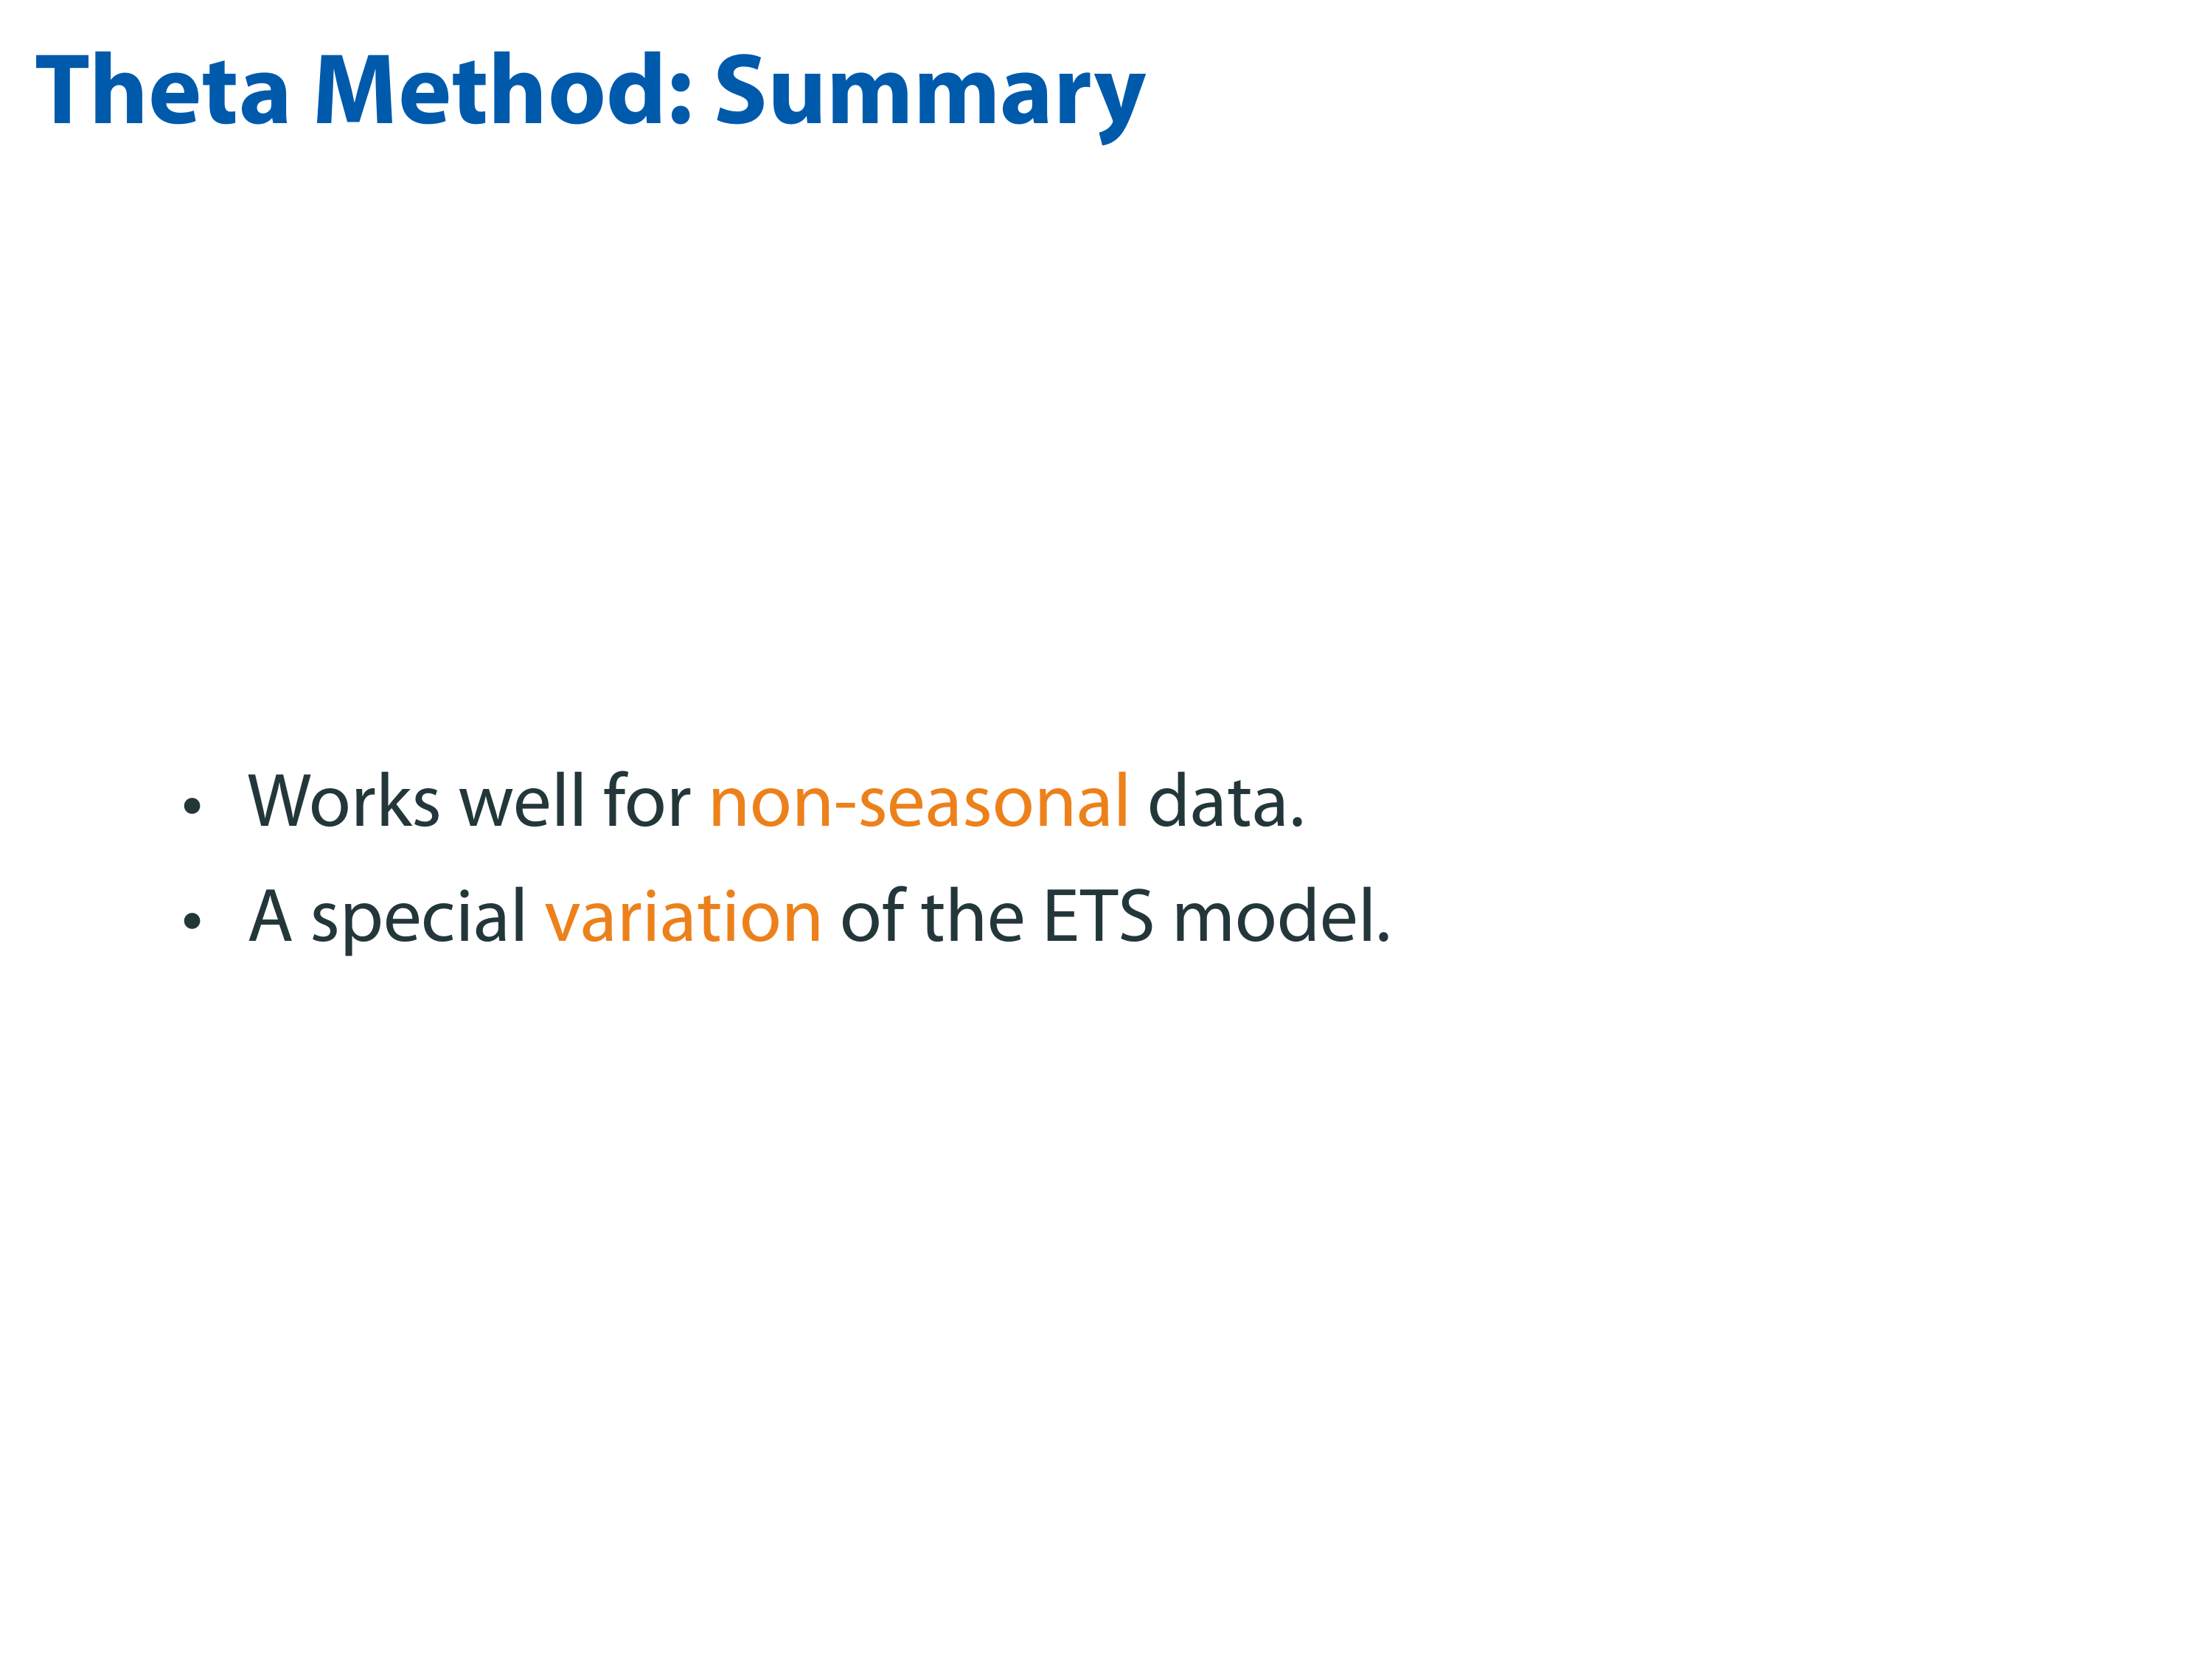 Theta Method: Summary
• Works well for non-seasonal data.
• A special variation of the ETS model.